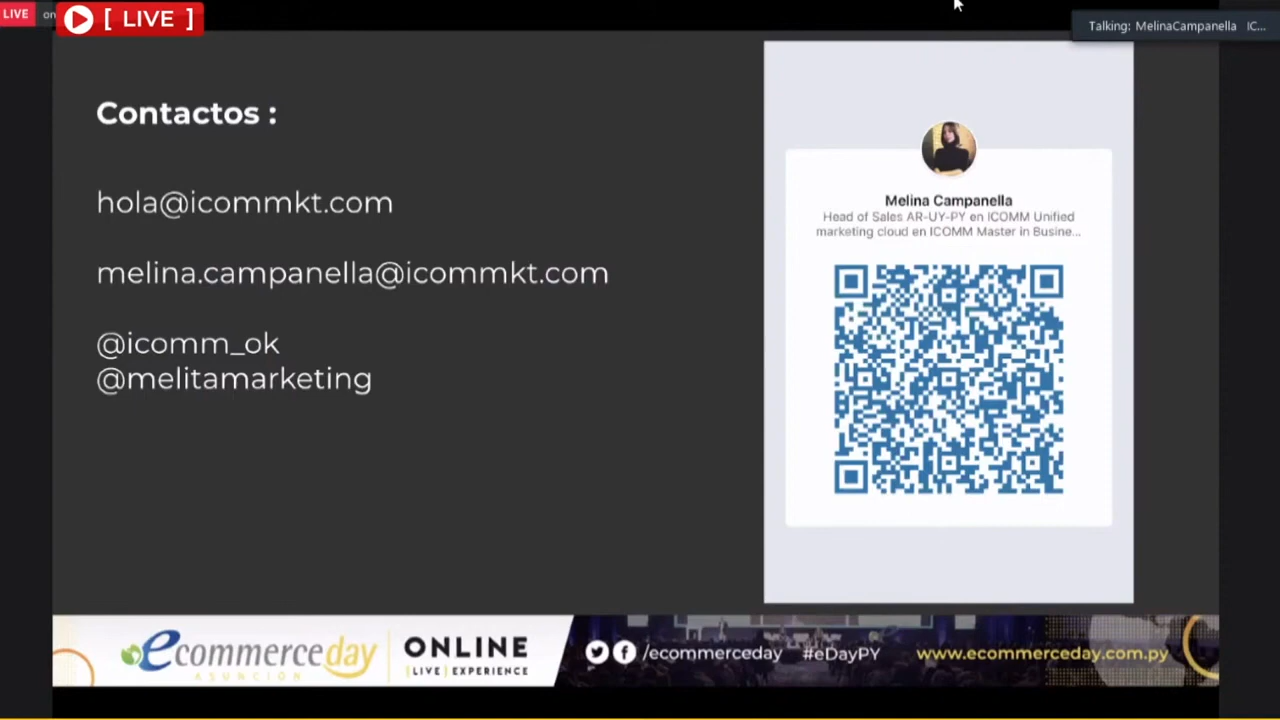 LIVE
on
[ LIVE ]
Talking: MelinaCampanella IC...
Contactos :
hola@icommkt.com
melina.campanella@icommkt.com
@icomm_ok
@melitamarketing
Melina Campanella
Head of Sales AR-UY-PY en ICOMM Unified
marketing cloud en ICOMM Master in Busine...
ecommerceday
ASUNCIÓN
ONLINE
|LIVE|EXPERIENCE
/ecommerceday #eDayPY www.ecommerceday.com.py